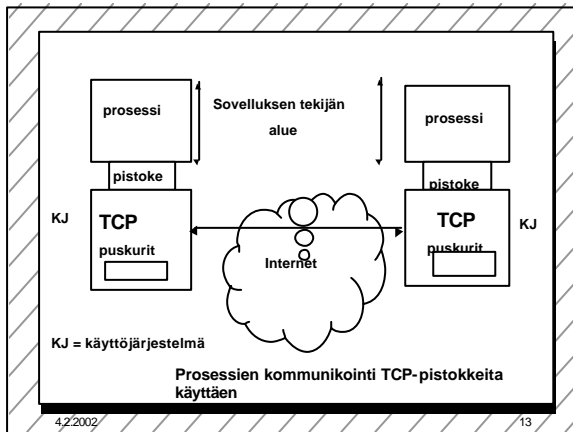 prosessi
Sovelluksen tekijän
alue
prosessi
pistoke
pistoke
KJ
TCP
puskurit
Internet
TCP
puskurit
KJ
KJ = käyttöjärjestelmä
Prosessien kommunikointi TCP-pistokkeita
käyttäen
4.2.2002
13